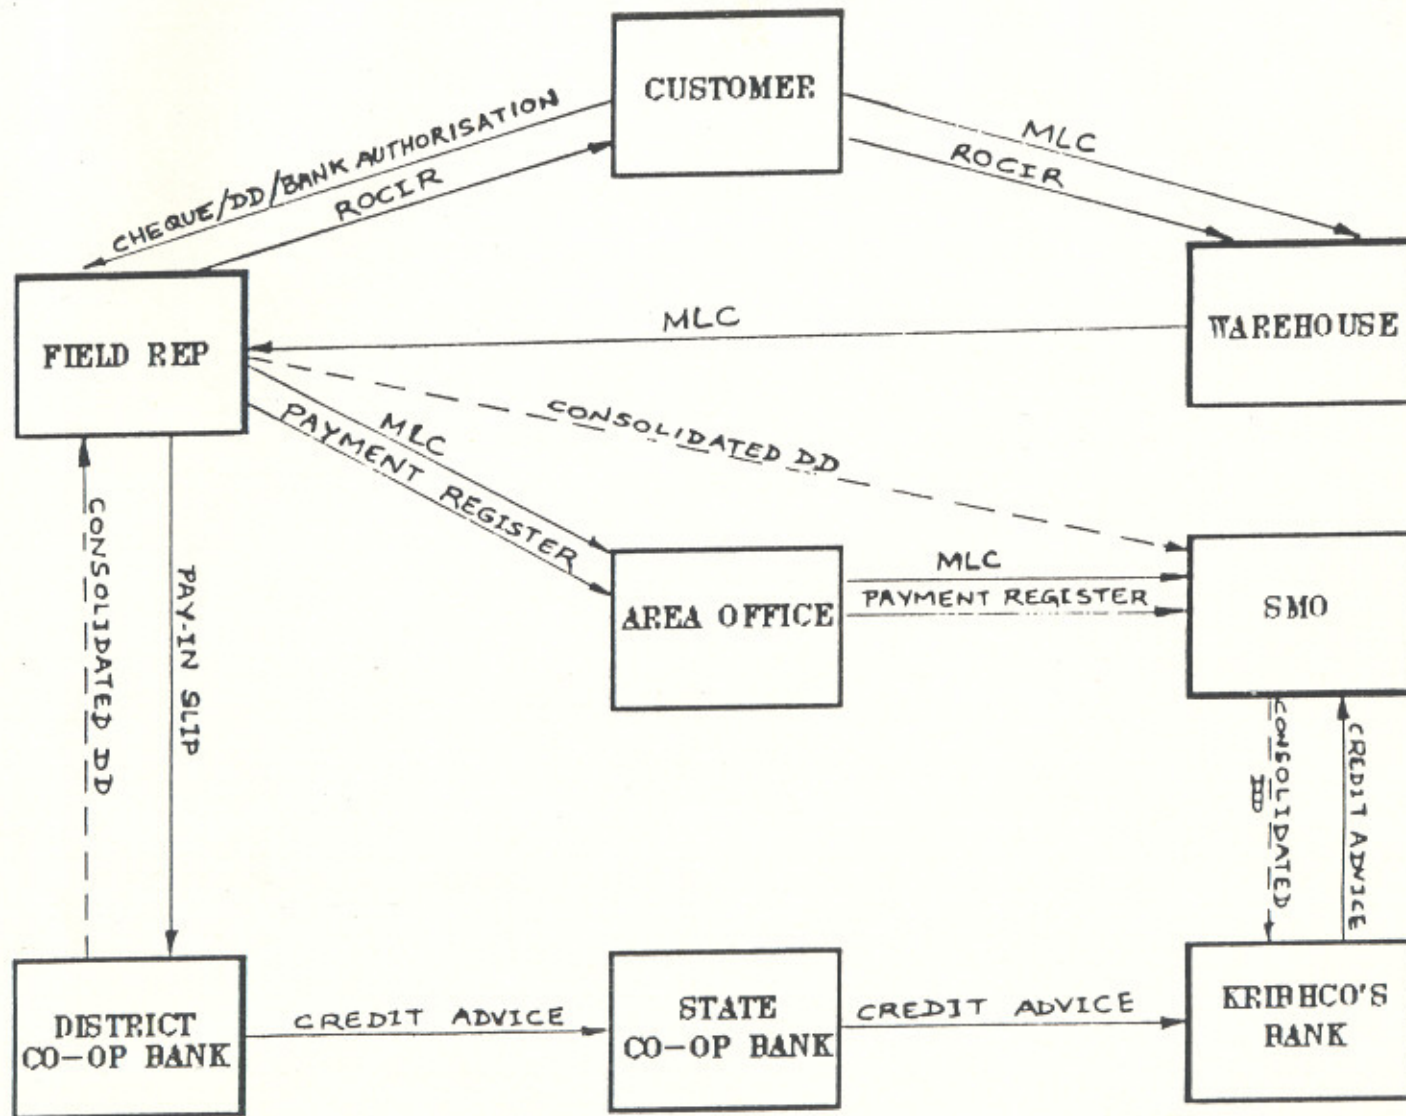 CUSTOMER
CHEQUE/DD/BANK AUTHORISATION
ROCIR
MLC
ROCIR
FIELD REP
MLC
WAREHOUSE
CONSOLIDATED DD
MLC
PAYMENT REGISTER
AREA OFFICE
MLC
PAYMENT REGISTER
SMO
CONSOLIDATED DD
PAY-IN SLIP
CONSOLIDATED
DD
CREDIT ADVICE
DISTRICT
CO-OP BANK
CREDIT ADVICE
STATE
CO-OP BANK
CREDIT ADVICE
KRIBHCO'S
BANK